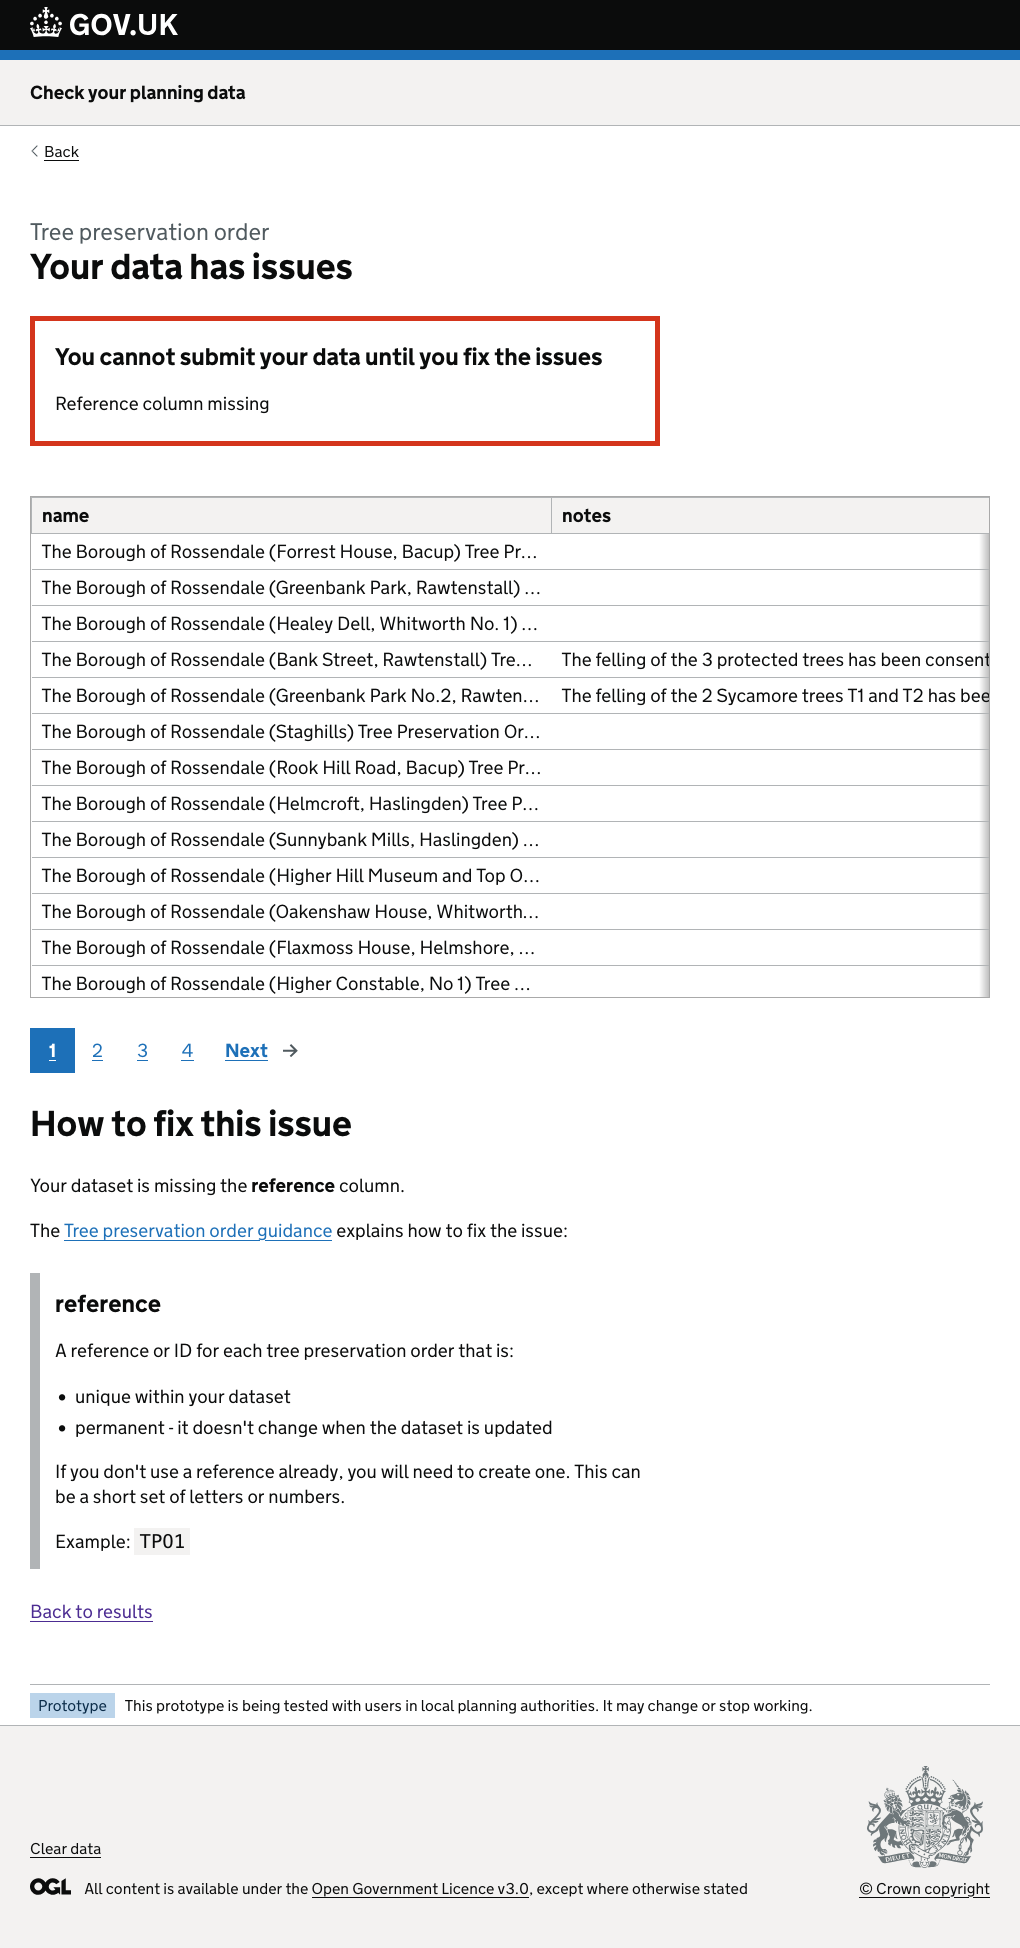 GOV.UK
Check your planning data
Back
Tree preservation order
Your data has issues
You cannot submit your data until you fix the issues
Reference column missing
name notes
The Borough of Rossendale (Forrest House, Bacup) Tree Pr...
The Borough of Rossendale (Greenbank Park, Rawtenstall) ...
The Borough of Rossendale (Healey Dell, Whitworth No. 1) ...
The Borough of Rossendale (Bank Street, Rawtenstall) Tre... The felling of the 3 protected trees has been consent
The Borough of Rossendale (Greenbank Park No.2, Rawten... The felling of the 2 Sycamore trees T1 and T2 has bee
The Borough of Rossendale (Staghills) Tree Preservation Or...
The Borough of Rossendale (Rook Hill Road, Bacup) Tree Pr...
The Borough of Rossendale (Helmcroft, Haslingden) Tree P...
The Borough of Rossendale (Sunnybank Mills, Haslingden) ...
The Borough of Rossendale (Higher Hill Museum and Top O...
The Borough of Rossendale (Oakenshaw House, Whitworth...
The Borough of Rossendale (Flaxmoss House, Helmshore, ...
The Borough of Rossendale (Higher Constable, No 1) Tree ...
1 2 3 4 Next →
How to fix this issue
Your dataset is missing the reference column.
The Tree preservation order guidance explains how to fix the issue:
reference
A reference or ID for each tree preservation order that is:
• unique within your dataset
• permanent - it doesn't change when the dataset is updated
If you don't use a reference already, you will need to create one. This can
be a short set of letters or numbers.
Example: TPO1
Back to results
Prototype This prototype is being tested with users in local planning authorities. It may change or stop working.
Clear data
OGL All content is available under the Open Government Licence v3.0, except where otherwise stated
DIEU ET MON DROIT
© Crown copyright